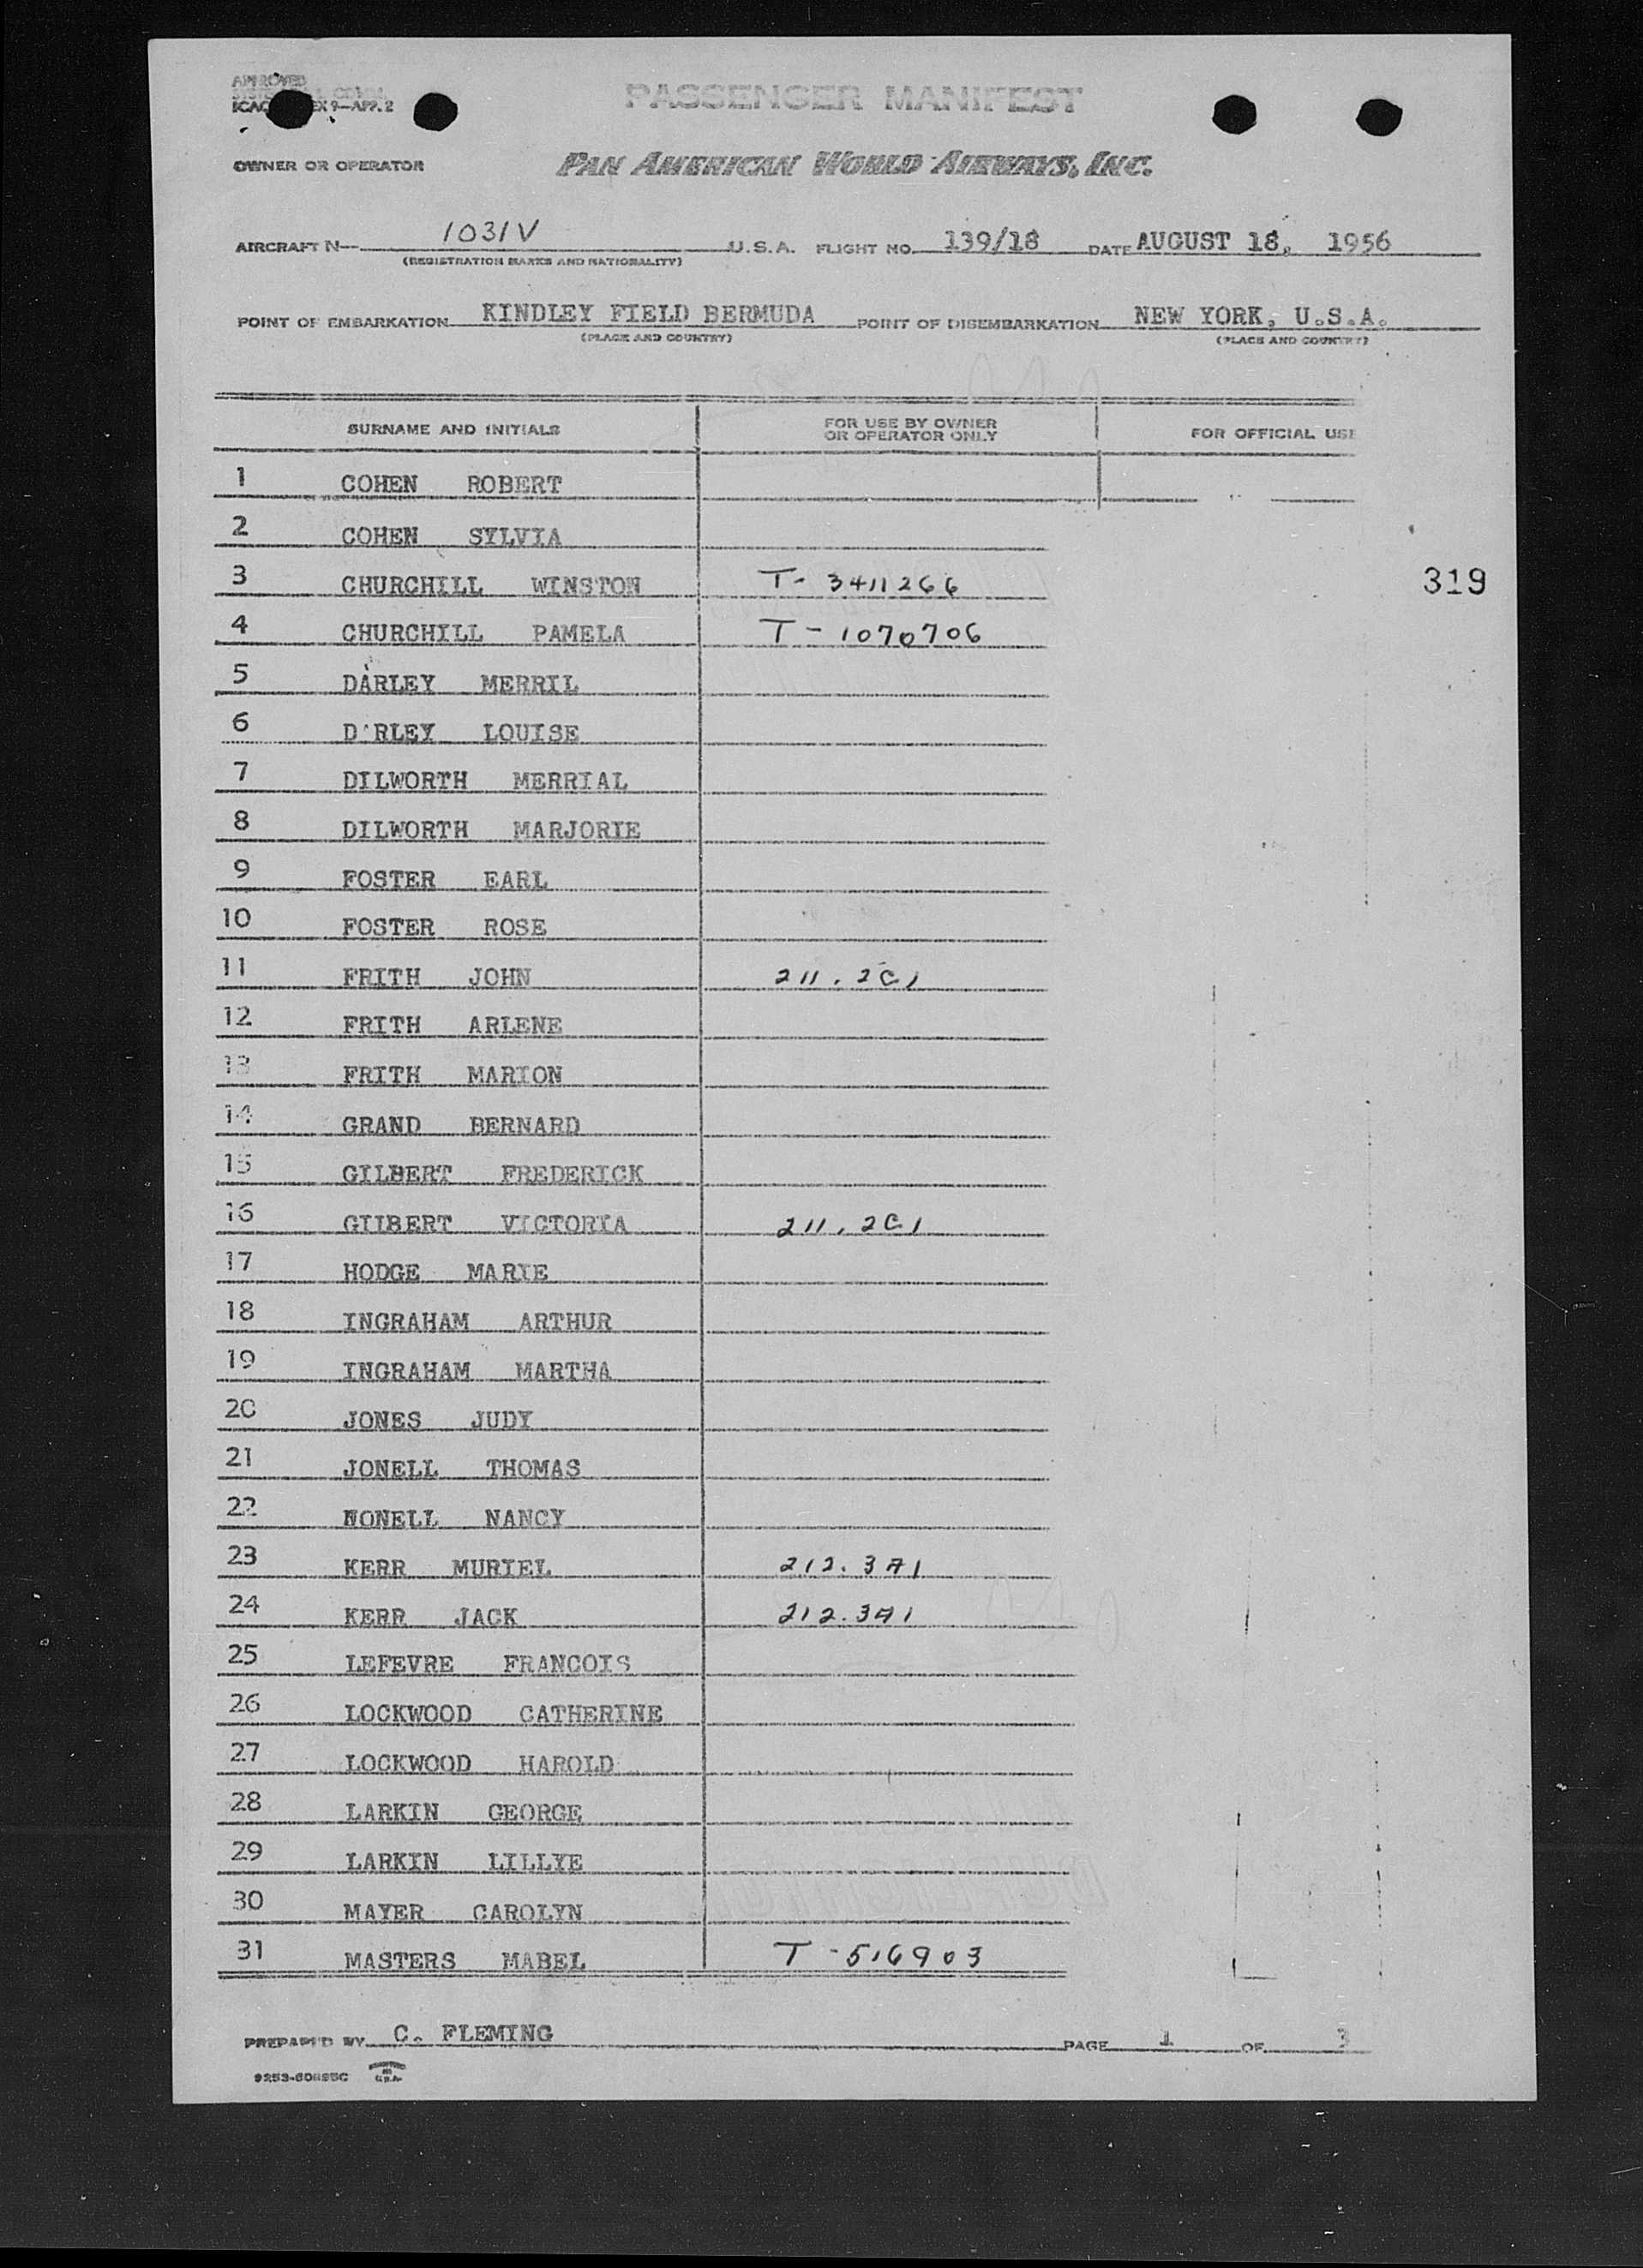 APPROVED
ICAO EX 9—APP. 2
PASSENGER MANIFEST
OWNER OR OPERATOR PAN AMERICAN WORLD AIRWAYS, INC.
AIRCRAFT N— 1031V U.S.A. FLIGHT NO. 139/18 DATE AUGUST 18, 1956
(REGISTRATION MARKS AND NATIONALITY)
POINT OF EMBARKATION KINDLEY FIELD BERMUDA POINT OF DISEMBARKATION NEW YORK, U.S.A.
(PLACE AND COUNTRY) (PLACE AND COUNTRY)
SURNAME AND INITIALS FOR USE BY OWNER OR OPERATOR ONLY FOR OFFICIAL USE
1 COHEN ROBERT
2 COHEN SYLVIA
3 CHURCHILL WINSTON T- 3411266 319
4 CHURCHILL PAMELA T- 1070706
5 DARLEY MERRIL
6 D'RLEY LOUISE
7 DILWORTH MERRIAL
8 DILWORTH MARJORIE
9 FOSTER EARL
10 FOSTER ROSE
11 FRITH JOHN 211.2C1
12 FRITH ARLENE
13 FRITH MARION
14 GRAND BERNARD
15 GILBERT FREDERICK
16 GIIBERT VICTORIA 211.2C1
17 HODGE MARIE
18 INGRAHAM ARTHUR
19 INGRAHAM MARTHA
20 JONES JUDY
21 JONELL THOMAS
22 NONELL NANCY
23 KERR MURIEL 212.3A1
24 KERR JACK 212.3A1
25 LEFEVRE FRANCOIS
26 LOCKWOOD CATHERINE
27 LOCKWOOD HAROLD
28 LARKIN GEORGE
29 LARKIN LILLYE
30 MAYER CAROLYN
31 MASTERS MABEL T-516903
PREPARED BY C. FLEMING PAGE 1 OF 3